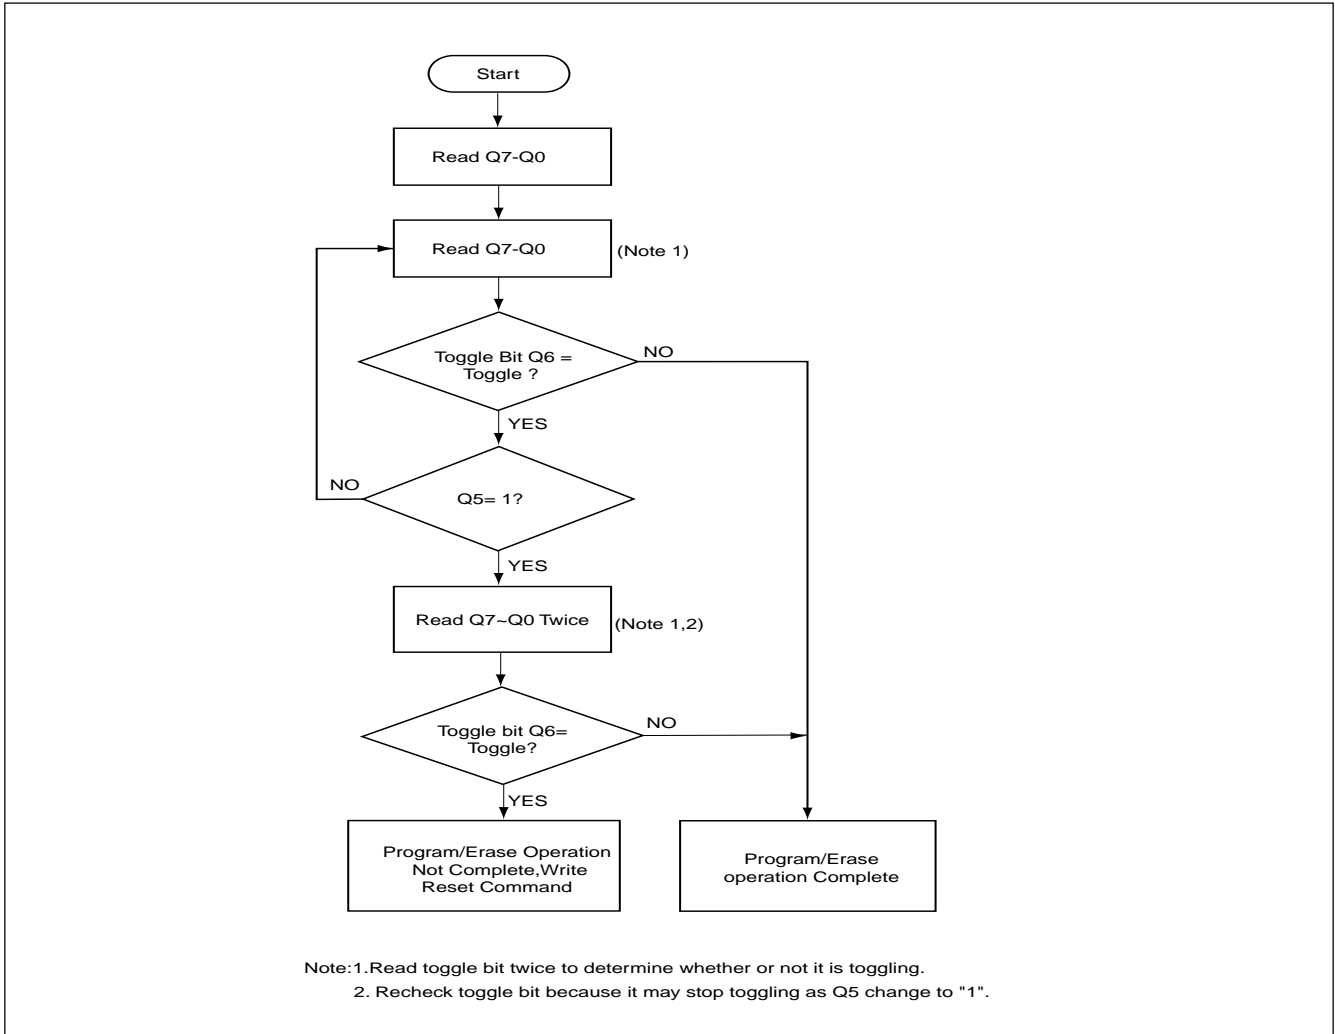 Start
Read Q7-Q0
Read Q7-Q0
(Note 1)
Toggle Bit Q6 =
Toggle ?
NO
YES
NO
Q5= 1?
YES
Read Q7~Q0 Twice
(Note 1,2)
Toggle bit Q6=
Toggle?
NO
YES
Program/Erase Operation
Not Complete,Write
Reset Command
Program/Erase
operation Complete
Note:1.Read toggle bit twice to determine whether or not it is toggling.
2. Recheck toggle bit because it may stop toggling as Q5 change to "1".